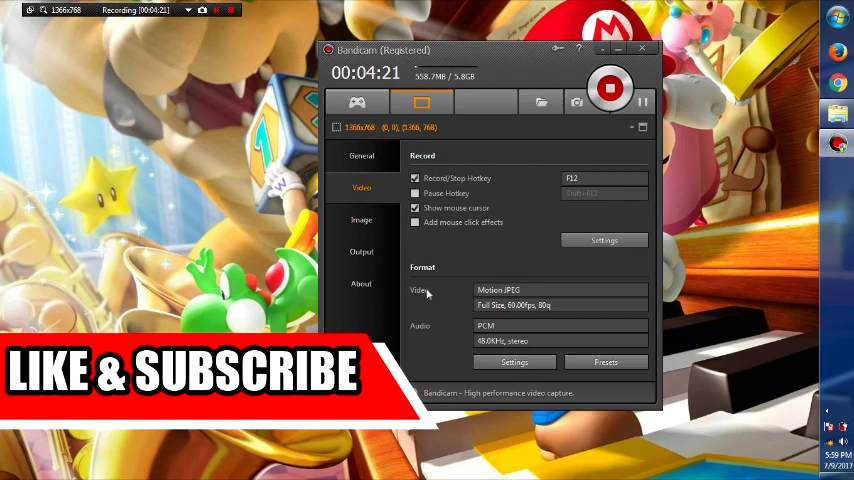 1366x768 Recording [00:04:21]
Bandicam (Registered)
00:04:21
558.7MB / 5.8GB
1366x768 - (0, 0), (1366, 768)
General
Video
Image
Output
About
Record
Record/Stop Hotkey F12
Pause Hotkey Shift+F12
Show mouse cursor
Add mouse click effects
Settings
Format
Video Motion JPEG
Full Size, 60.00fps, 80q
Audio PCM
48.0KHz, stereo
Settings Presets
Bandicam - High performance video capture.
LIKE & SUBSCRIBE
5:59 PM
7/9/2017